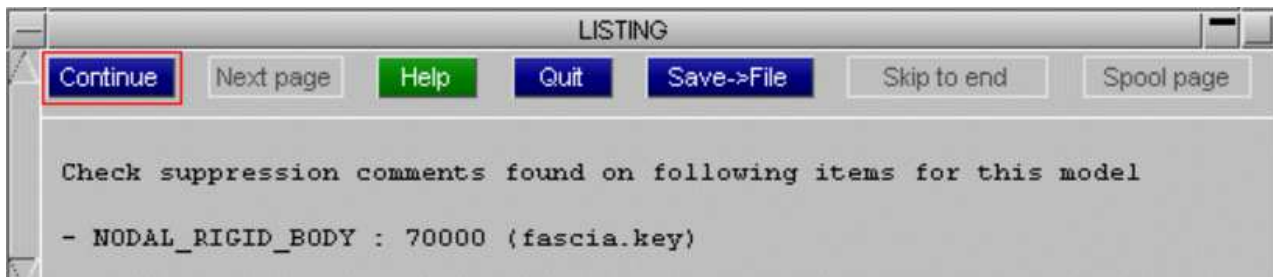 LISTING
Continue Next page Help Quit Save->File Skip to end Spool page
Check suppression comments found on following items for this model
- NODAL_RIGID_BODY : 70000 (fascia.key)